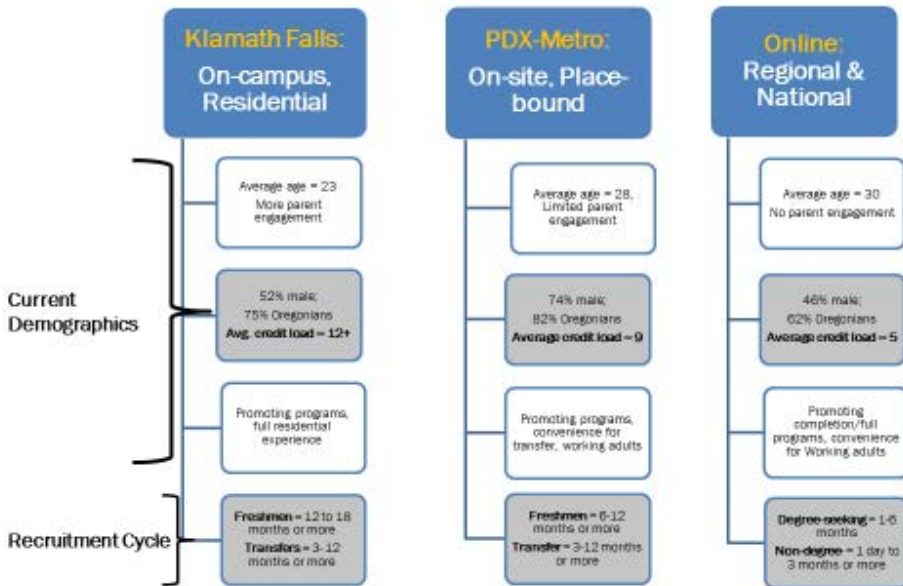 Klamath Falls:
On-campus,
Residential
Average age = 23
More parent
engagement
52% male;
75% Oregonians
Avg. credit load = 12+
Promoting programs,
full residential
experience
Freshmen = 12 to 18
months or more
Transfers = 3-12
months or more
PDX-Metro:
On-site, Place-
bound
Average age = 28,
Limited parent
engagement
74% male;
82% Oregonians
Average credit load = 9
Promoting programs,
convenience for
transfer, working adults
Freshmen = 6-12
months or more
Transfer = 3-12 months
or more
Online:
Regional &
National
Average age = 30
No parent engagement
46% male;
62% Oregonians
Average credit load = 5
Promoting
completion/full
programs, convenience
for Working adults
Degree-seeking = 1-6
months
Non-degree = 1 day to
3 months or more
Current
Demographics
Recruitment Cycle